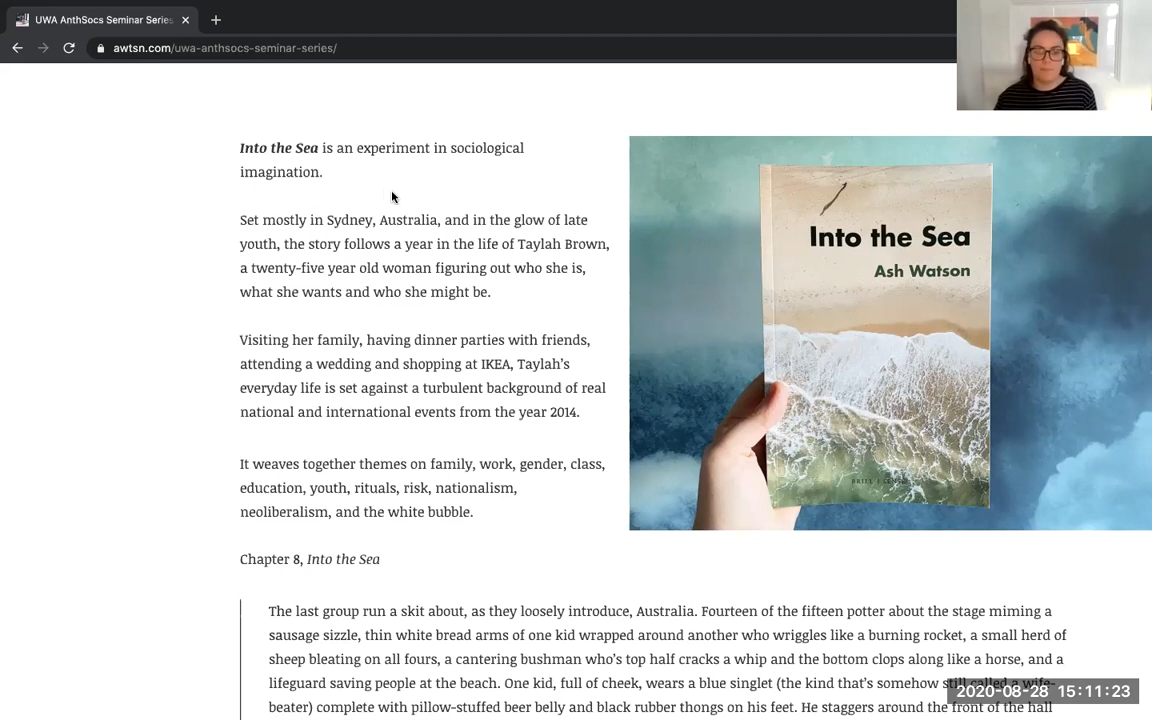 UWA AnthSocs Seminar Series
awtsn.com/uwa-anthsocs-seminar-series/
Into the Sea is an experiment in sociological
imagination.
Set mostly in Sydney, Australia, and in the glow of late
youth, the story follows a year in the life of Taylah Brown,
a twenty-five year old woman figuring out who she is,
what she wants and who she might be.
Visiting her family, having dinner parties with friends,
attending a wedding and shopping at IKEA, Taylah's
everyday life is set against a turbulent background of real
national and international events from the year 2014.
It weaves together themes on family, work, gender, class,
education, youth, rituals, risk, nationalism,
neoliberalism, and the white bubble.
Into the Sea
Ash Watson
BRILL | SENSE
Chapter 8, Into the Sea
The last group run a skit about, as they loosely introduce, Australia. Fourteen of the fifteen potter about the stage miming a
sausage sizzle, thin white bread arms of one kid wrapped around another who wriggles like a burning rocket, a small herd of
sheep bleating on all fours, a cantering bushman who's top half cracks a whip and the bottom clops along like a horse, and a
lifeguard saving people at the beach. One kid, full of cheek, wears a blue singlet (the kind that's somehow still called a wife-
beater) complete with pillow-stuffed beer belly and black rubber thongs on his feet. He staggers around the front of the hall
2020-08-28 15:11:23